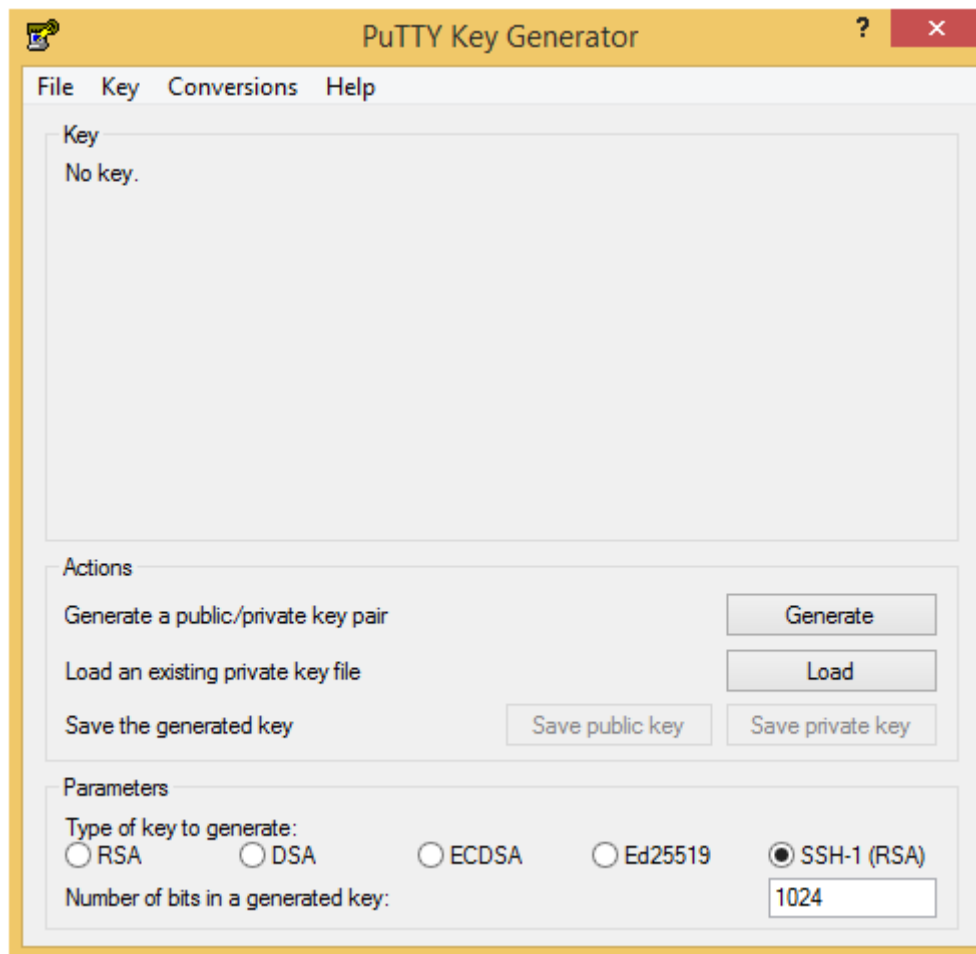 PuTTY Key Generator ?
File Key Conversions Help
Key
No key.
Actions
Generate a public/private key pair Generate
Load an existing private key file Load
Save the generated key Save public key Save private key
Parameters
Type of key to generate:
RSA DSA ECDSA Ed25519 SSH-1 (RSA)
Number of bits in a generated key: 1024